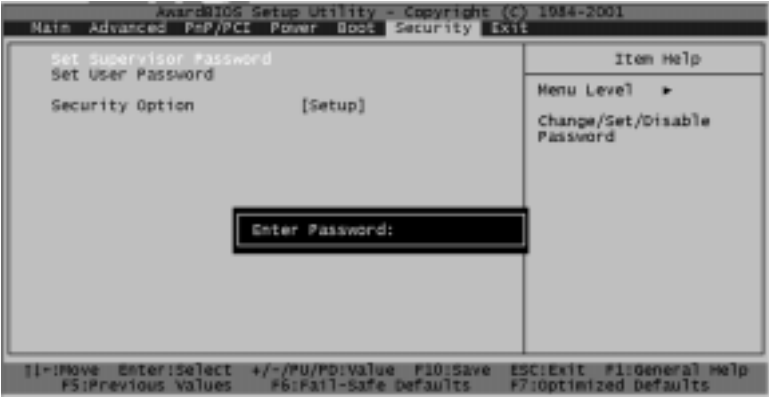 AwardBIOS Setup Utility - Copyright (C) 1984-2001
Main Advanced PnP/PCI Power Boot Security Exit
Set Supervisor Password
Set User Password
Security Option [Setup]
Item Help
Menu Level ►
Change/Set/Disable
Password
Enter Password:
↑↓←:Move Enter:Select +/-/PU/PD:Value F10:Save ESC:Exit F1:General Help
F5:Previous Values F6:Fail-Safe Defaults F7:Optimized Defaults